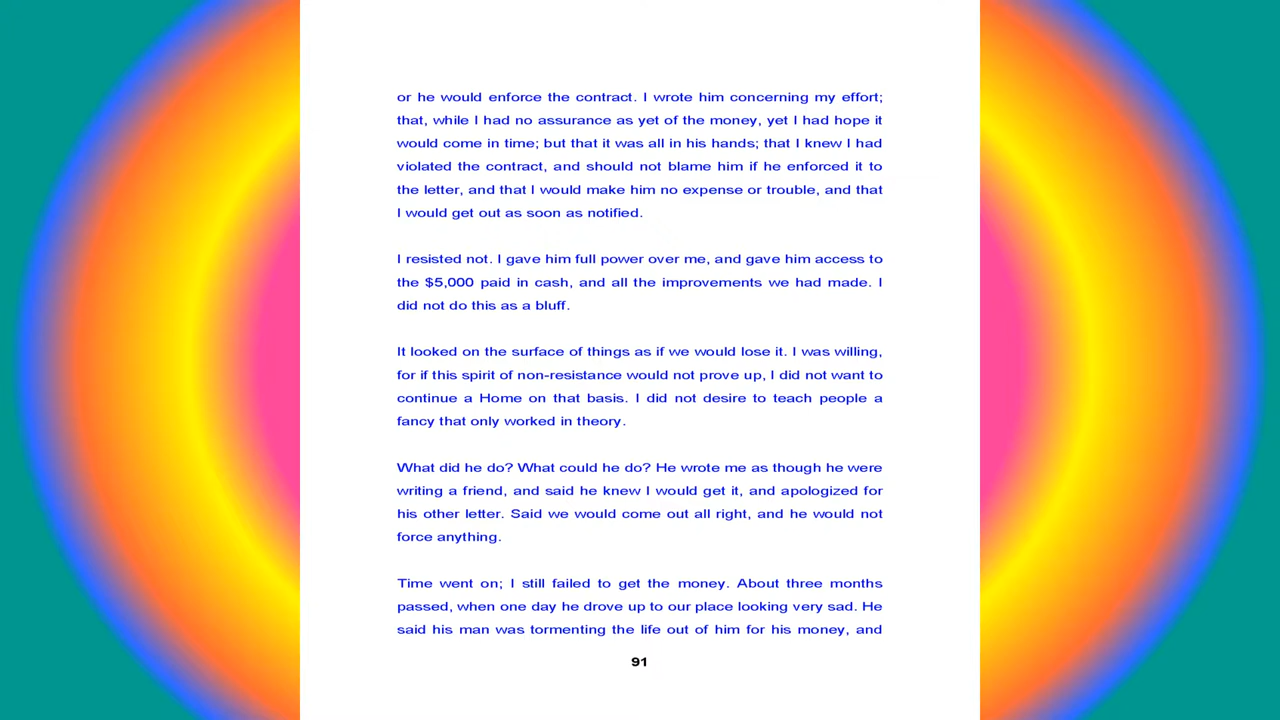 or he would enforce the contract. I wrote him concerning my effort;
that, while I had no assurance as yet of the money, yet I had hope it
would come in time; but that it was all in his hands; that I knew I had
violated the contract, and should not blame him if he enforced it to
the letter, and that I would make him no expense or trouble, and that
I would get out as soon as notified.
I resisted not. I gave him full power over me, and gave him access to
the $5,000 paid in cash, and all the improvements we had made. I
did not do this as a bluff.
It looked on the surface of things as if we would lose it. I was willing,
for if this spirit of non-resistance would not prove up, I did not want to
continue a Home on that basis. I did not desire to teach people a
fancy that only worked in theory.
What did he do? What could he do? He wrote me as though he were
writing a friend, and said he knew I would get it, and apologized for
his other letter. Said we would come out all right, and he would not
force anything.
Time went on; I still failed to get the money. About three months
passed, when one day he drove up to our place looking very sad. He
said his man was tormenting the life out of him for his money, and
91